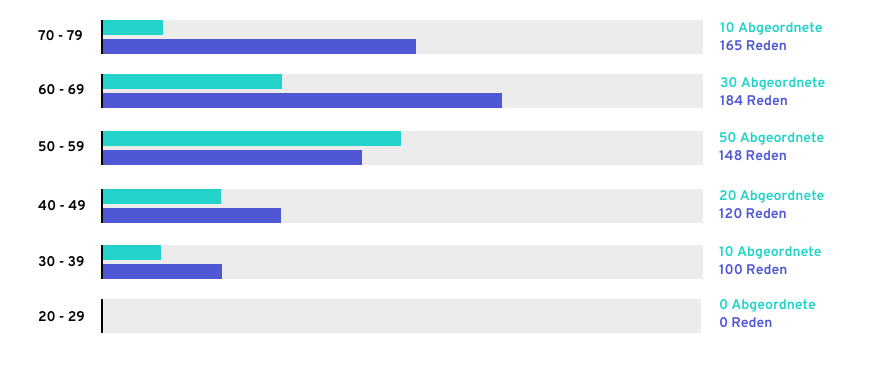 70 - 79
10 Abgeordnete
165 Reden
60 - 69
30 Abgeordnete
184 Reden
50 - 59
50 Abgeordnete
148 Reden
40 - 49
20 Abgeordnete
120 Reden
30 - 39
10 Abgeordnete
100 Reden
20 - 29
0 Abgeordnete
0 Reden